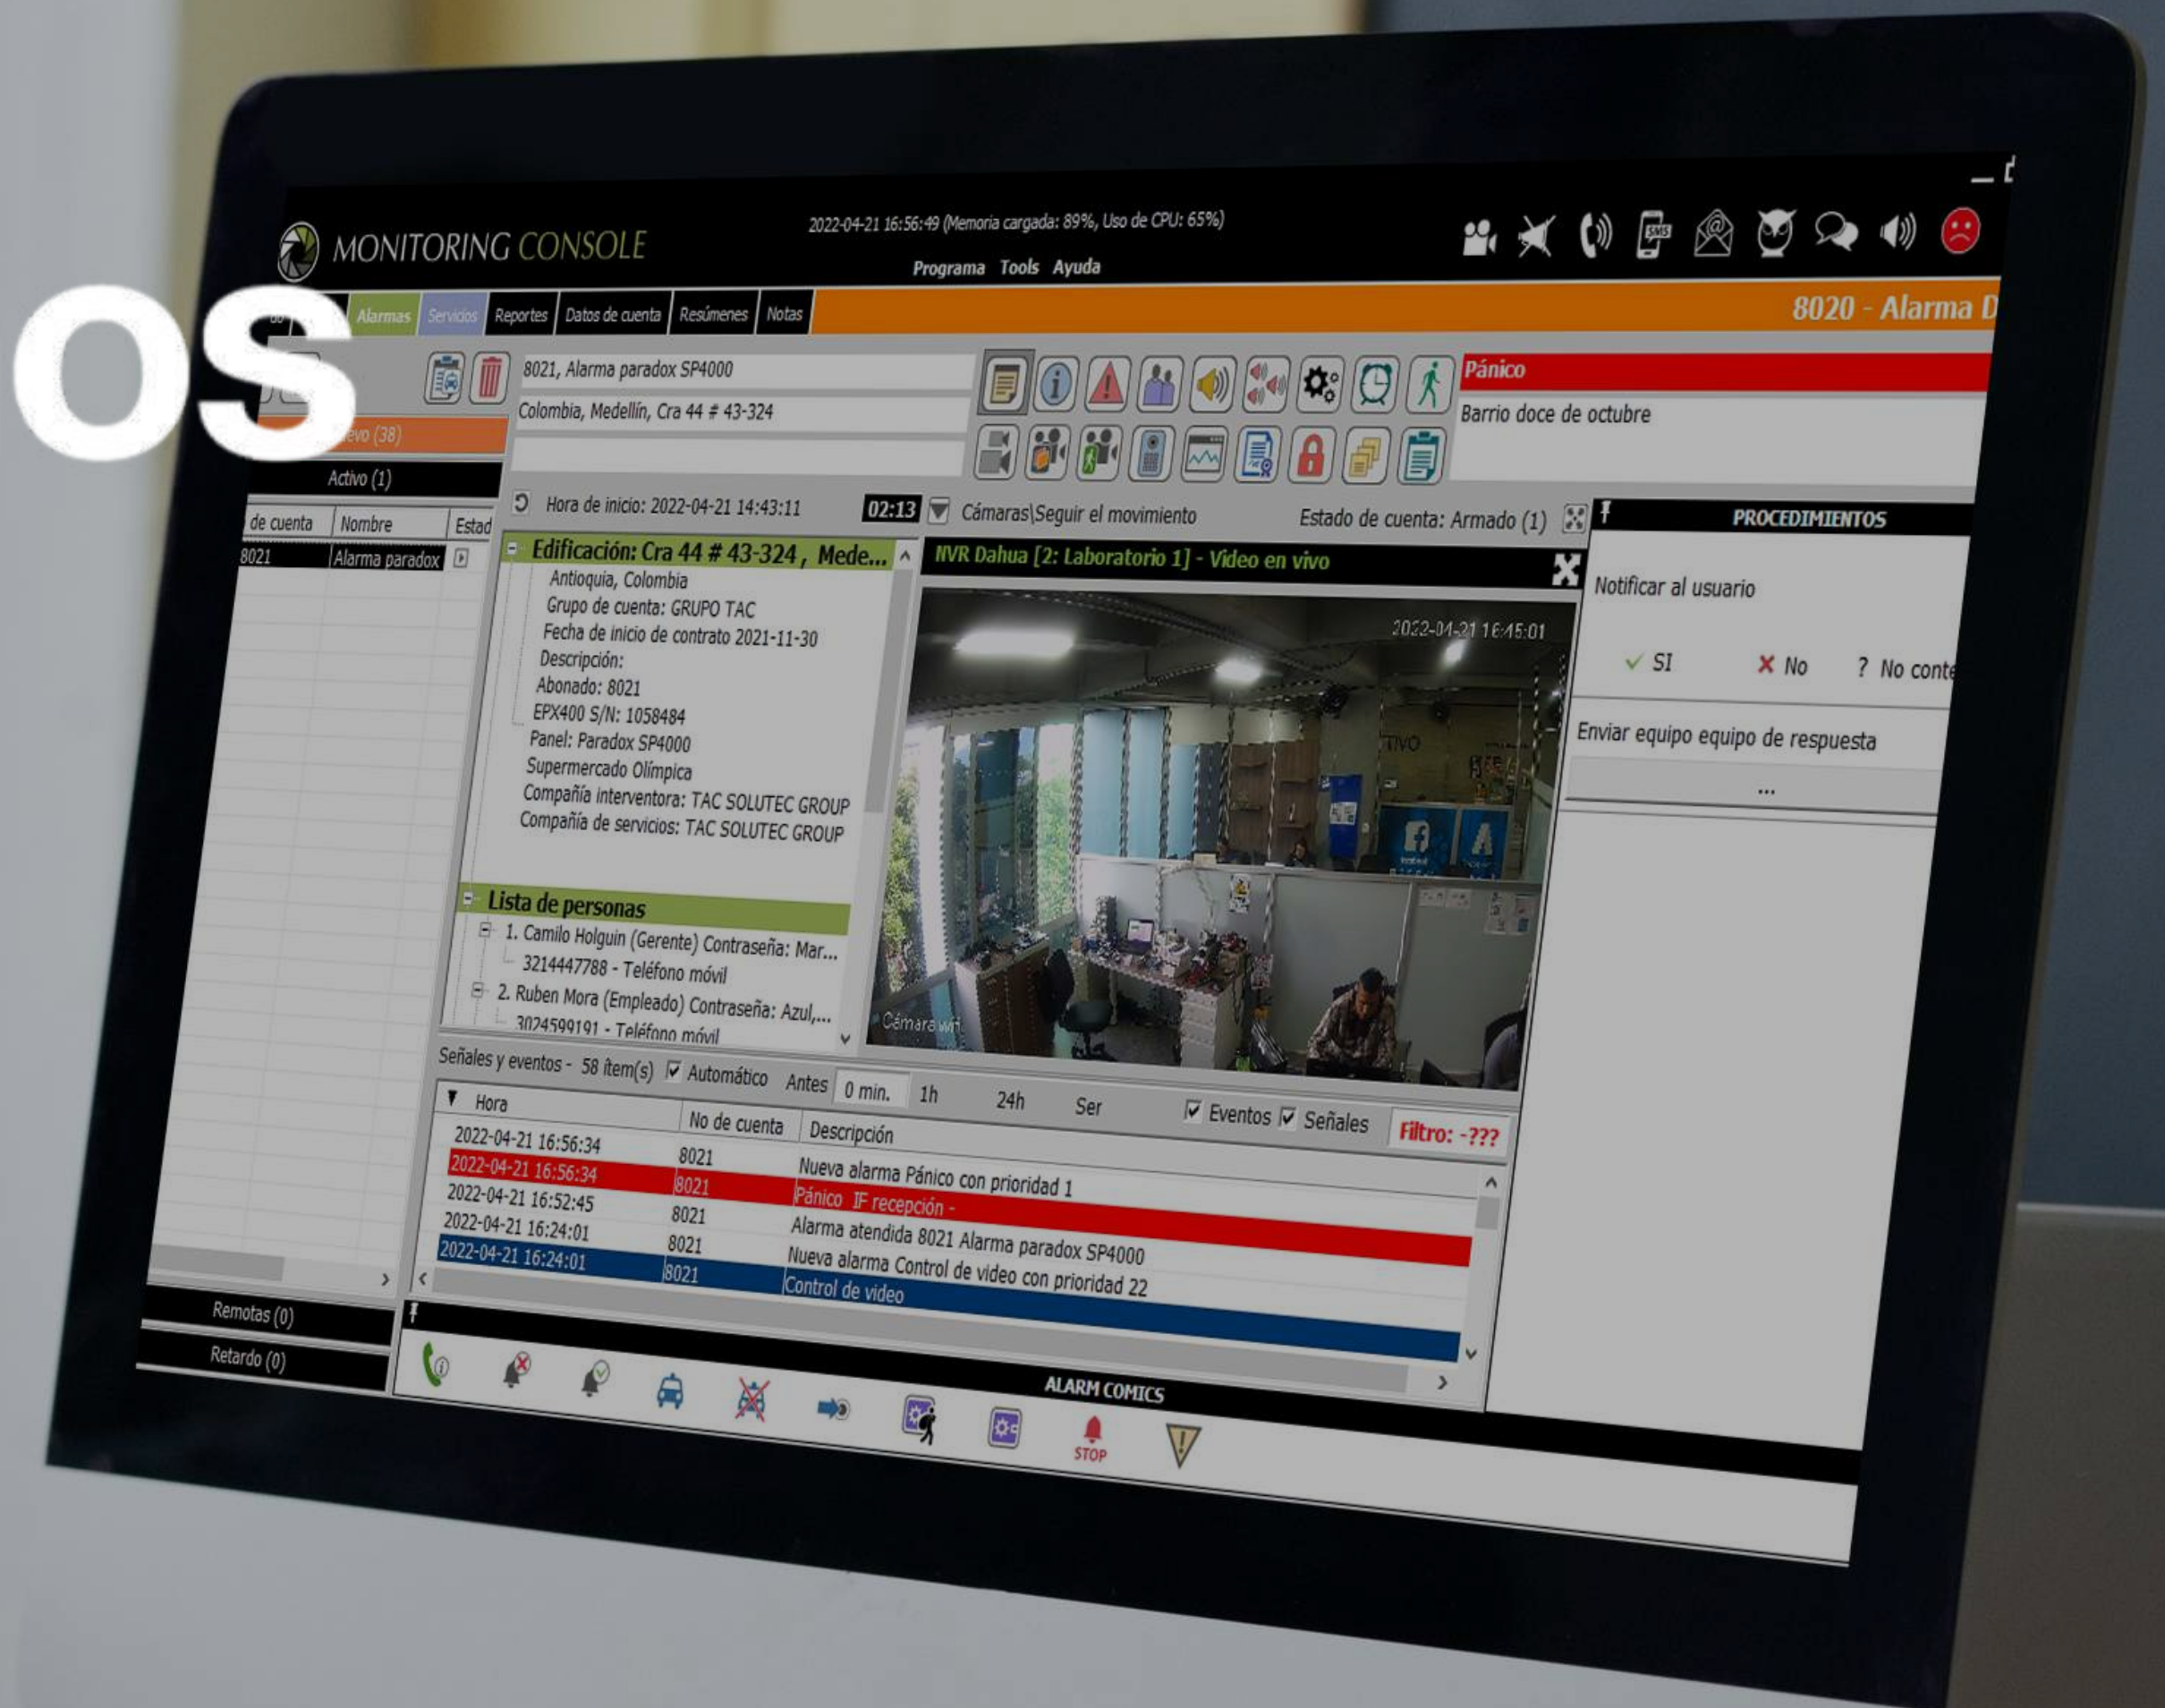 os
MONITORING CONSOLE
2022-04-21 16:56:49 (Memoria cargada: 89%, Uso de CPU: 65%)
Programa Tools Ayuda
SMS
Alarmas Servicios Reportes Datos de cuenta Resúmenes Notas
8020 - Alarma D
8021, Alarma paradox SP4000
Colombia, Medellín, Cra 44 # 43-324
Pánico
Barrio doce de octubre
evo (38)
Activo (1)
de cuenta Nombre Estad
8021 Alarma paradox
Hora de inicio: 2022-04-21 14:43:11 02:13
Cámaras\Seguir el movimiento Estado de cuenta: Armado (1)
Edificación: Cra 44 # 43-324 , Mede...
Antioquia, Colombia
Grupo de cuenta: GRUPO TAC
Fecha de inicio de contrato 2021-11-30
Descripción:
Abonado: 8021
EPX400 S/N: 1058484
Panel: Paradox SP4000
Supermercado Olímpica
Compañía interventora: TAC SOLUTEC GROUP
Compañía de servicios: TAC SOLUTEC GROUP
Lista de personas
1. Camilo Holguin (Gerente) Contraseña: Mar...
3214447788 - Teléfono móvil
2. Ruben Mora (Empleado) Contraseña: Azul,...
3024599191 - Teléfono móvil
NVR Dahua [2: Laboratorio 1] - Video en vivo
2022-04-21 16:45:01
TIVO
Cámara wifi
PROCEDIMIENTOS
Notificar al usuario
SI No ? No conte
Enviar equipo equipo de respuesta
...
Señales y eventos - 58 ítem(s) Automático Antes 0 min. 1h 24h Ser Eventos Señales Filtro: -???
Hora No de cuenta Descripción
2022-04-21 16:56:34 8021 Nueva alarma Pánico con prioridad 1
2022-04-21 16:56:34 8021 Pánico IF recepción -
2022-04-21 16:52:45 8021 Alarma atendida 8021 Alarma paradox SP4000
2022-04-21 16:24:01 8021 Nueva alarma Control de video con prioridad 22
2022-04-21 16:24:01 8021 Control de video
Remotas (0)
Retardo (0)
ALARM COMICS
STOP